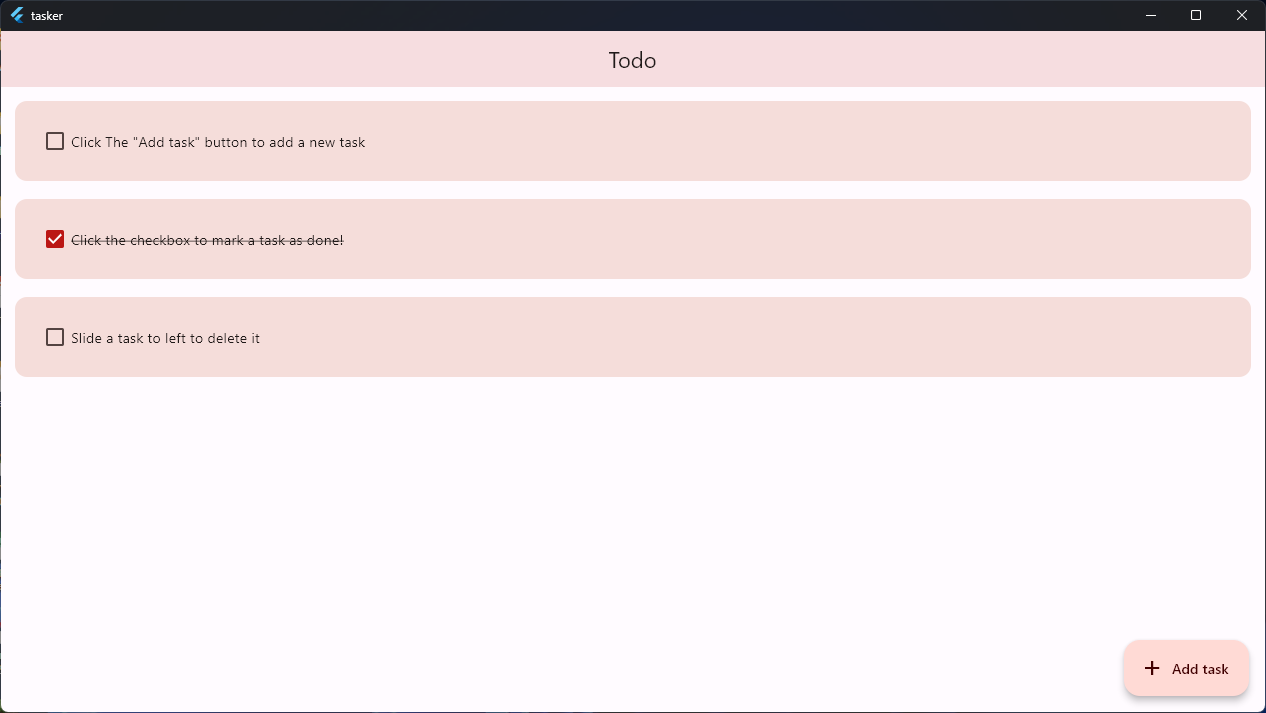 tasker
Todo
Click The "Add task" button to add a new task
Click the checkbox to mark a task as done!
Slide a task to left to delete it
Add task